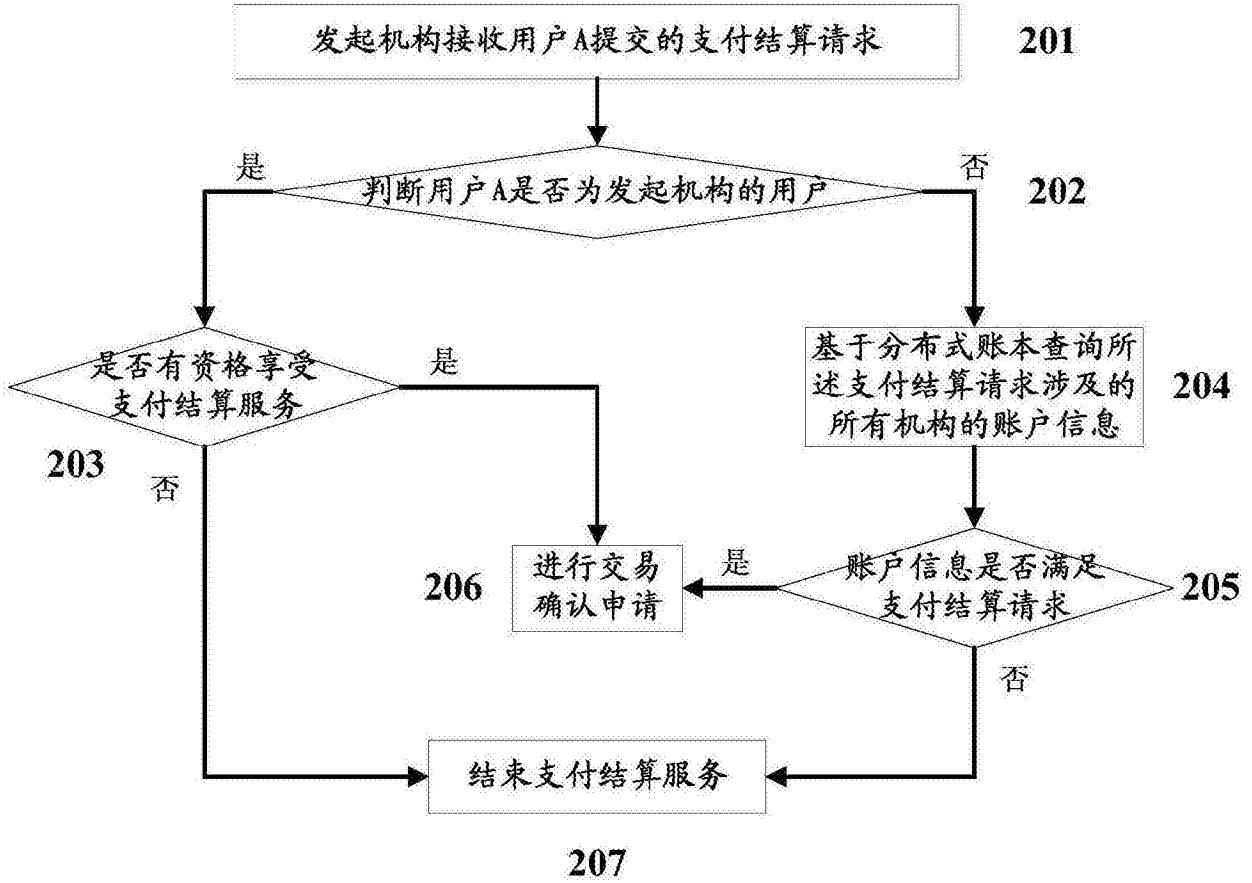 发起机构接收用户A提交的支付结算请求
201
是
否
判断用户A是否为发起机构的用户
202
是否有资格享受
支付结算服务
203
是
否
基于分布式账本查询所
述支付结算请求涉及的
所有机构的账户信息
204
进行交易
确认申请
206
是
账户信息是否满足
支付结算请求
205
否
结束支付结算服务
207